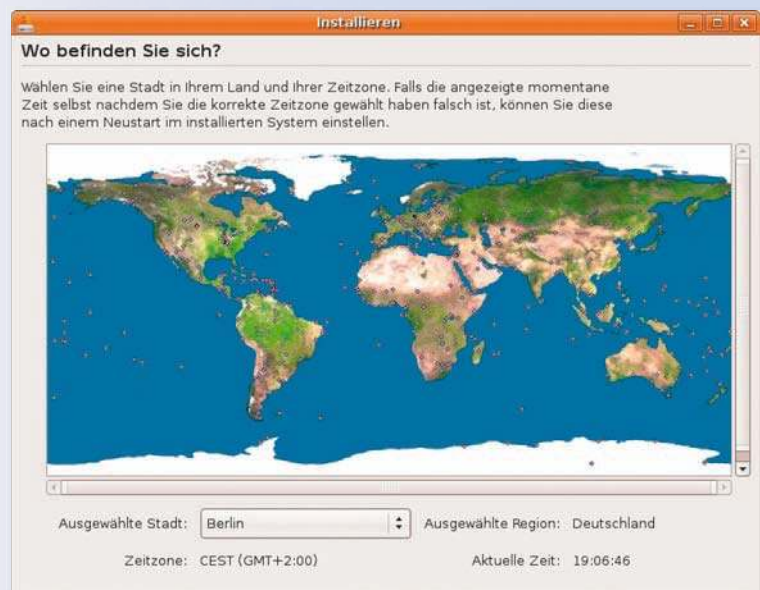 Installieren
Wo befinden Sie sich?
Wählen Sie eine Stadt in Ihrem Land und Ihrer Zeitzone. Falls die angezeigte momentane
Zeit selbst nachdem Sie die korrekte Zeitzone gewählt haben falsch ist, können Sie diese
nach einem Neustart im installierten System einstellen.
Ausgewählte Stadt: Berlin Ausgewählte Region: Deutschland
Zeitzone: CEST (GMT+2:00) Aktuelle Zeit: 19:06:46